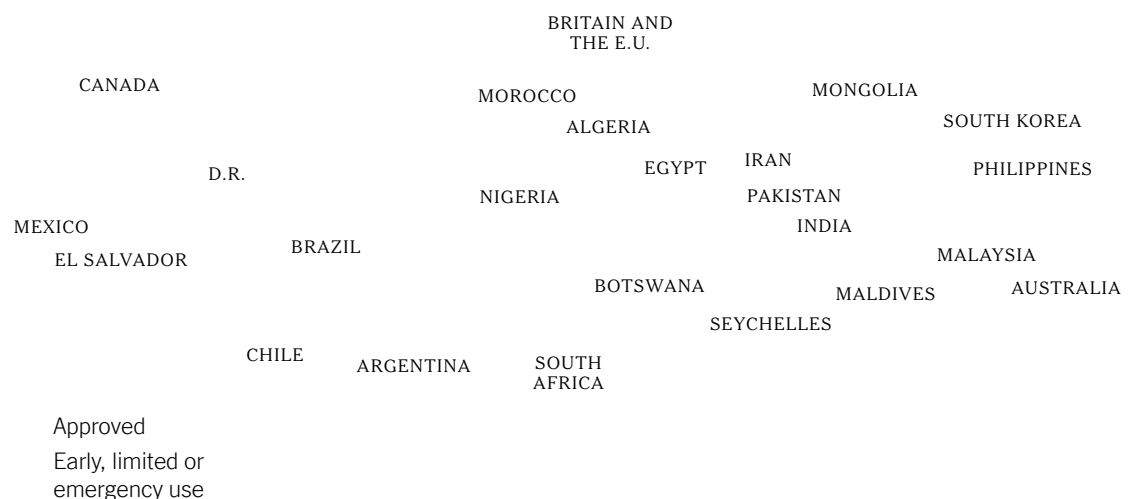 BRITAIN AND
THE E.U.
CANADA
MOROCCO
MONGOLIA
ALGERIA
SOUTH KOREA
D.R.
EGYPT
IRAN
PHILIPPINES
NIGERIA
PAKISTAN
MEXICO
INDIA
EL SALVADOR
BRAZIL
MALAYSIA
BOTSWANA
MALDIVES
AUSTRALIA
SEYCHELLES
CHILE
ARGENTINA
SOUTH
AFRICA
Approved
Early, limited or
emergency use